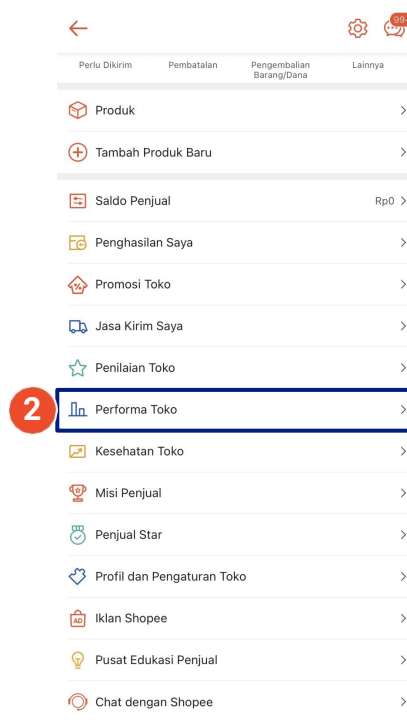 99+
Perlu Dikirim
Pembatalan
Pengembalian
Barang/Dana
Lainnya
Produk
Tambah Produk Baru
Saldo Penjual Rp0
Penghasilan Saya
Promosi Toko
Jasa Kirim Saya
Penilaian Toko
2 Performa Toko
Kesehatan Toko
Misi Penjual
Penjual Star
Profil dan Pengaturan Toko
AD Iklan Shopee
Pusat Edukasi Penjual
Chat dengan Shopee